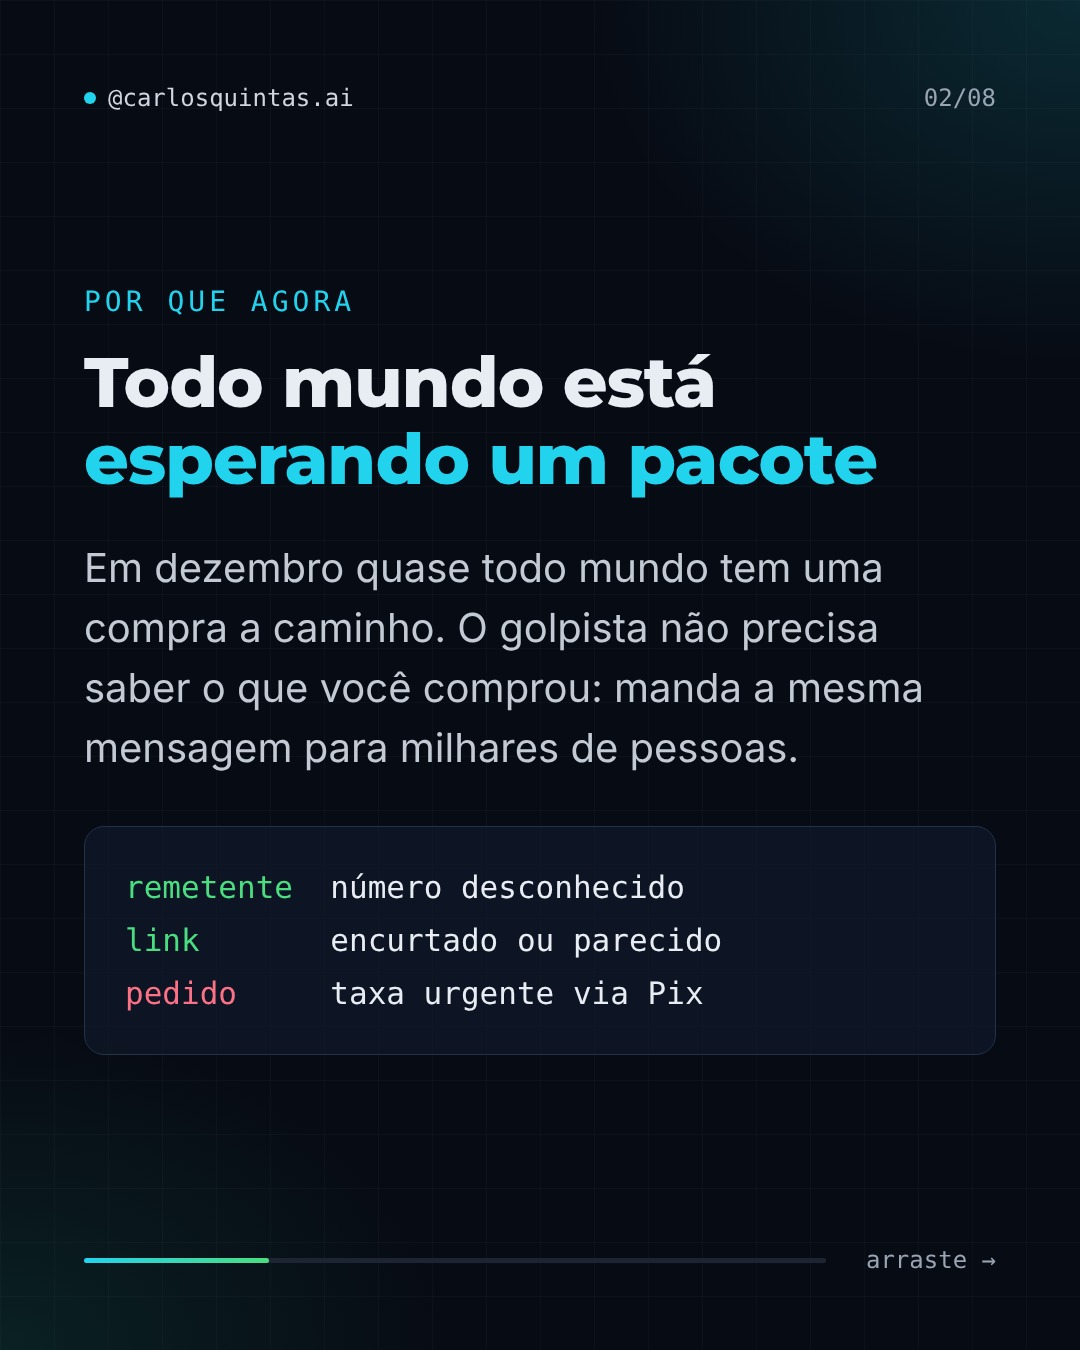 @carlosquintas.ai
02/08
POR QUE AGORA
Todo mundo está
esperando um pacote
Em dezembro quase todo mundo tem uma
compra a caminho. O golpista não precisa
saber o que você comprou: manda a mesma
mensagem para milhares de pessoas.
remetente número desconhecido
link encurtado ou parecido
pedido taxa urgente via Pix
arraste →